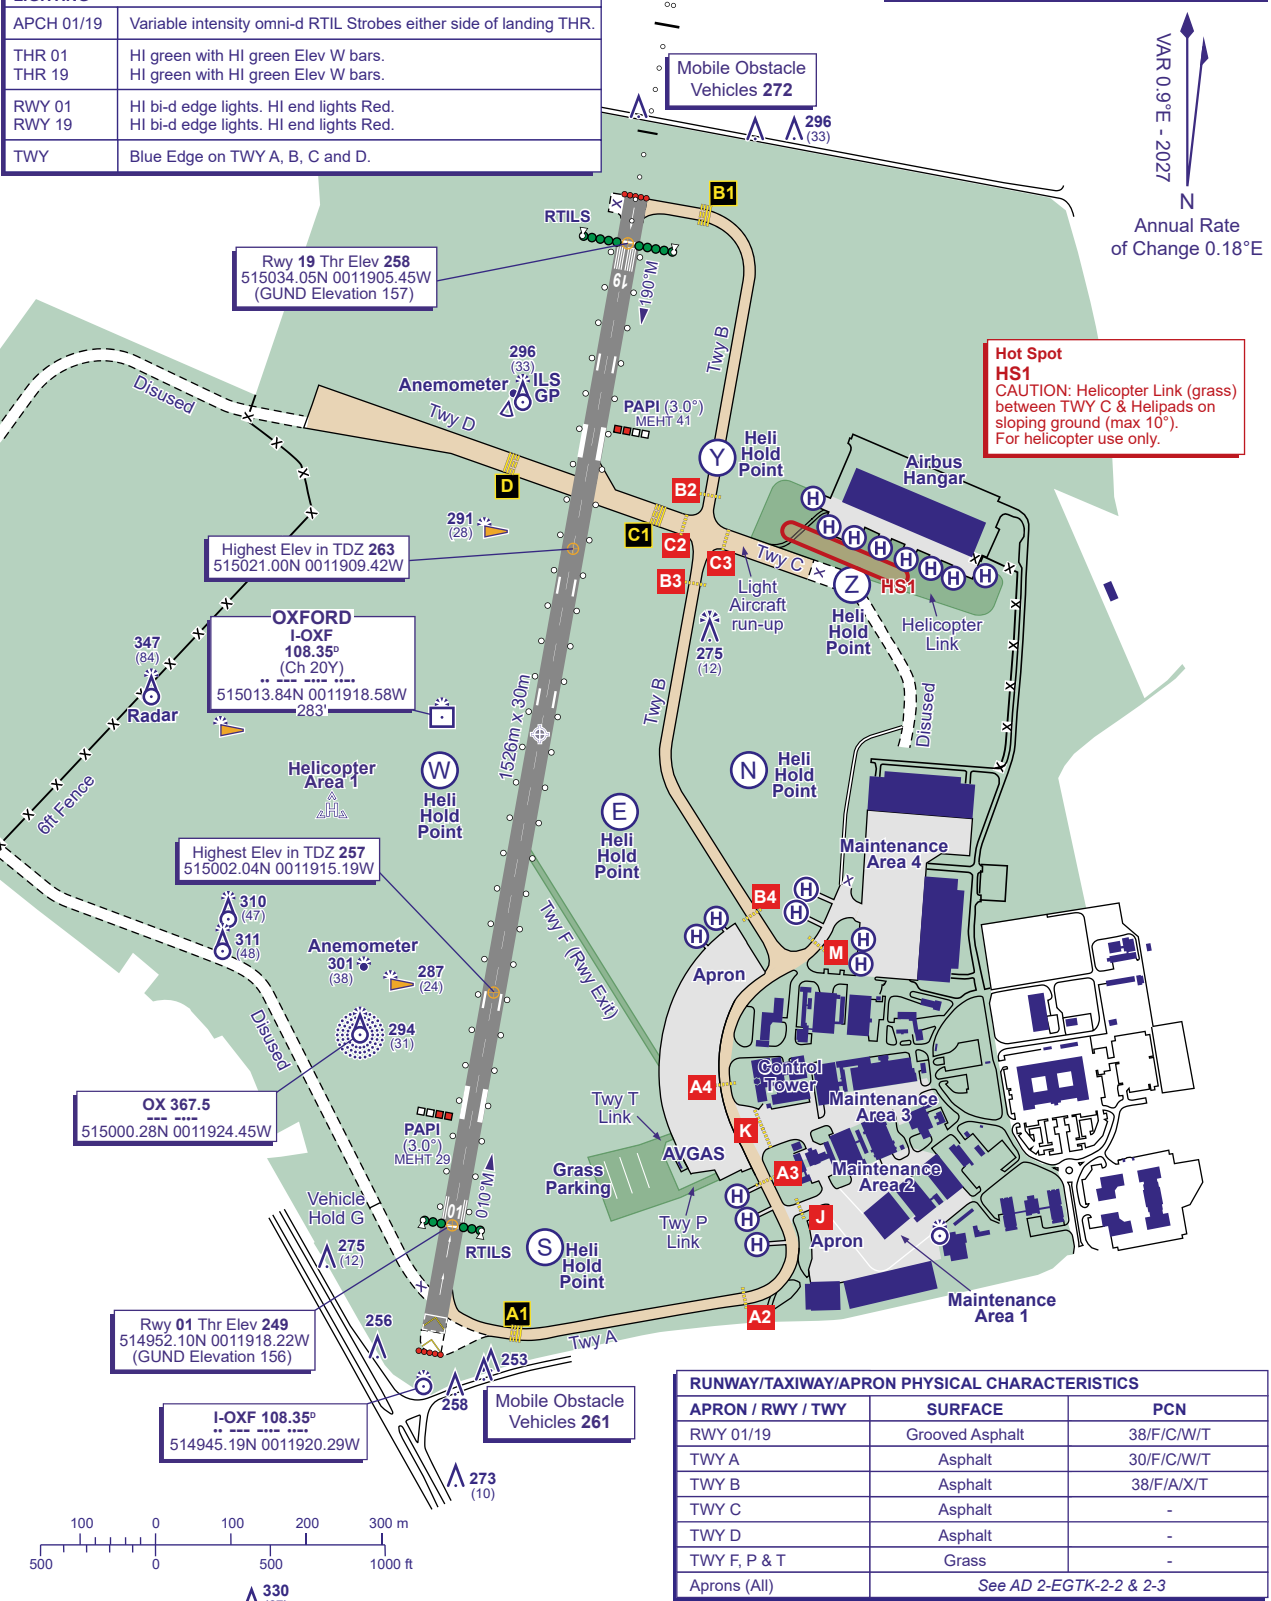 APCH 01/19 Variable intensity omni-d RTIL Strobes either side of landing THR.
THR 01 HI green with HI green Elev W bars.
THR 19 HI green with HI green Elev W bars.
RWY 01 HI bi-d edge lights. HI end lights Red.
RWY 19 HI bi-d edge lights. HI end lights Red.
TWY Blue Edge on TWY A, B, C and D.
Mobile Obstacle
Vehicles 272
296
(33)
VAR 0.9°E - 2027
N
Annual Rate
of Change 0.18°E
B1
RTILS
Rwy 19 Thr Elev 258
515034.05N 0011905.45W
(GUND Elevation 157)
19
190°M
Twy B
Hot Spot
HS1
CAUTION: Helicopter Link (grass)
between TWY C & Helipads on
sloping ground (max 10°).
For helicopter use only.
296
(33)
Anemometer
ILS
GP
Disused
Twy D
PAPI (3.0°)
MEHT 41
Y
Heli
Hold
Point
Airbus
Hangar
D
B2
H
H
H
H
H
H
H
H
291
(28)
C1
C2
C3
Twy C
Highest Elev in TDZ 263
515021.00N 0011909.42W
B3
Light
Aircraft
run-up
Z
HS1
Heli
Hold
Point
Helicopter
Link
OXFORD
I-OXF
108.35ᴰ
(Ch 20Y)
515013.84N 0011918.58W
283'
347
(84)
Radar
275
(12)
1526m x 30m
Twy B
Disused
Helicopter
Area 1
H
W
Heli
Hold
Point
N
Heli
Hold
Point
6ft Fence
E
Heli
Hold
Point
Highest Elev in TDZ 257
515002.04N 0011915.19W
Maintenance
Area 4
310
(47)
311
(48)
B4
H
H
H
H
H
H
M
Twy F (Rwy Exit)
Anemometer
301
(38)
287
(24)
Apron
294
(31)
Disused
OX 367.5
515000.28N 0011924.45W
Control
Tower
A4
Maintenance
Area 3
Twy T
Link
PAPI
(3.0°)
MEHT 29
K
AVGAS
Grass
Parking
A3
Maintenance
Area 2
010°M
01
Vehicle
Hold G
H
H
H
Twy P
Link
J
Apron
275
(12)
RTILS
S
Heli
Hold
Point
Maintenance
Area 1
A1
A2
Twy A
Rwy 01 Thr Elev 249
514952.10N 0011918.22W
(GUND Elevation 156)
256
253
258
Mobile Obstacle
Vehicles 261
I-OXF 108.35ᴰ
514945.19N 0011920.29W
273
(10)
RUNWAY/TAXIWAY/APRON PHYSICAL CHARACTERISTICS
APRON / RWY / TWY SURFACE PCN
RWY 01/19 Grooved Asphalt 38/F/C/W/T
TWY A Asphalt 30/F/C/W/T
TWY B Asphalt 38/F/A/X/T
TWY C Asphalt -
TWY D Asphalt -
TWY F, P & T Grass -
Aprons (All) See AD 2-EGTK-2-2 & 2-3
100 0 100 200 300 m
500 0 500 1000 ft
330